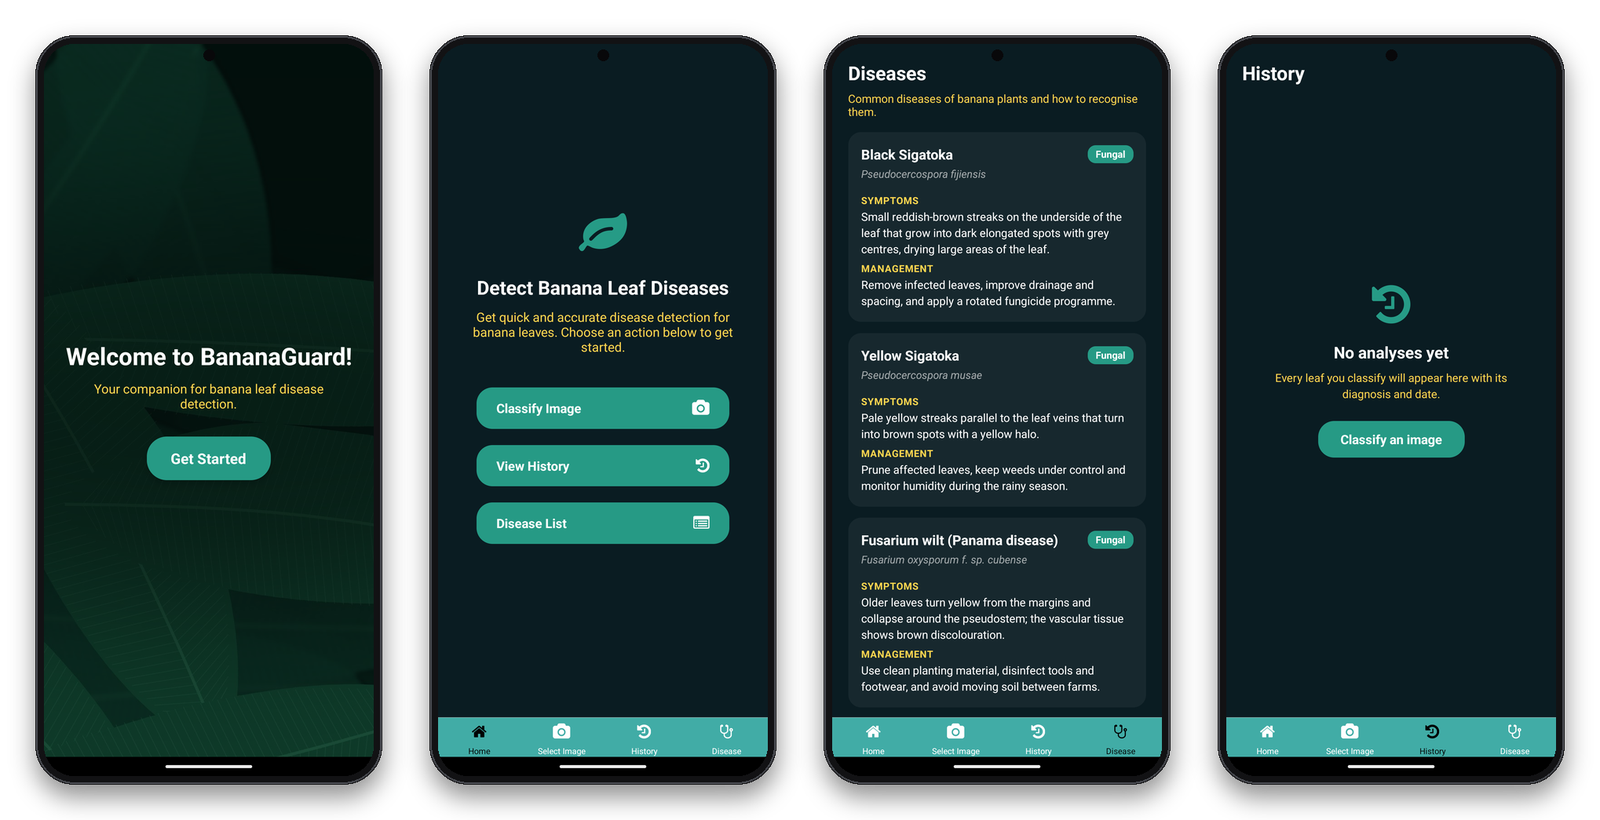 Welcome to BananaGuard!
Your companion for banana leaf disease
detection.
Get Started
Detect Banana Leaf Diseases
Get quick and accurate disease detection for
banana leaves. Choose an action below to get
started.
Classify Image
View History
Disease List
Home
Select Image
History
Disease
Diseases
Common diseases of banana plants and how to recognise
them.
Black Sigatoka
Fungal
Pseudocercospora fijiensis
SYMPTOMS
Small reddish-brown streaks on the underside of the
leaf that grow into dark elongated spots with grey
centres, drying large areas of the leaf.
MANAGEMENT
Remove infected leaves, improve drainage and
spacing, and apply a rotated fungicide programme.
Yellow Sigatoka
Fungal
Pseudocercospora musae
SYMPTOMS
Pale yellow streaks parallel to the leaf veins that turn
into brown spots with a yellow halo.
MANAGEMENT
Prune affected leaves, keep weeds under control and
monitor humidity during the rainy season.
Fusarium wilt (Panama disease)
Fungal
Fusarium oxysporum f. sp. cubense
SYMPTOMS
Older leaves turn yellow from the margins and
collapse around the pseudostem; the vascular tissue
shows brown discolouration.
MANAGEMENT
Use clean planting material, disinfect tools and
footwear, and avoid moving soil between farms.
Home
Select Image
History
Disease
History
No analyses yet
Every leaf you classify will appear here with its
diagnosis and date.
Classify an image
Home
Select Image
History
Disease